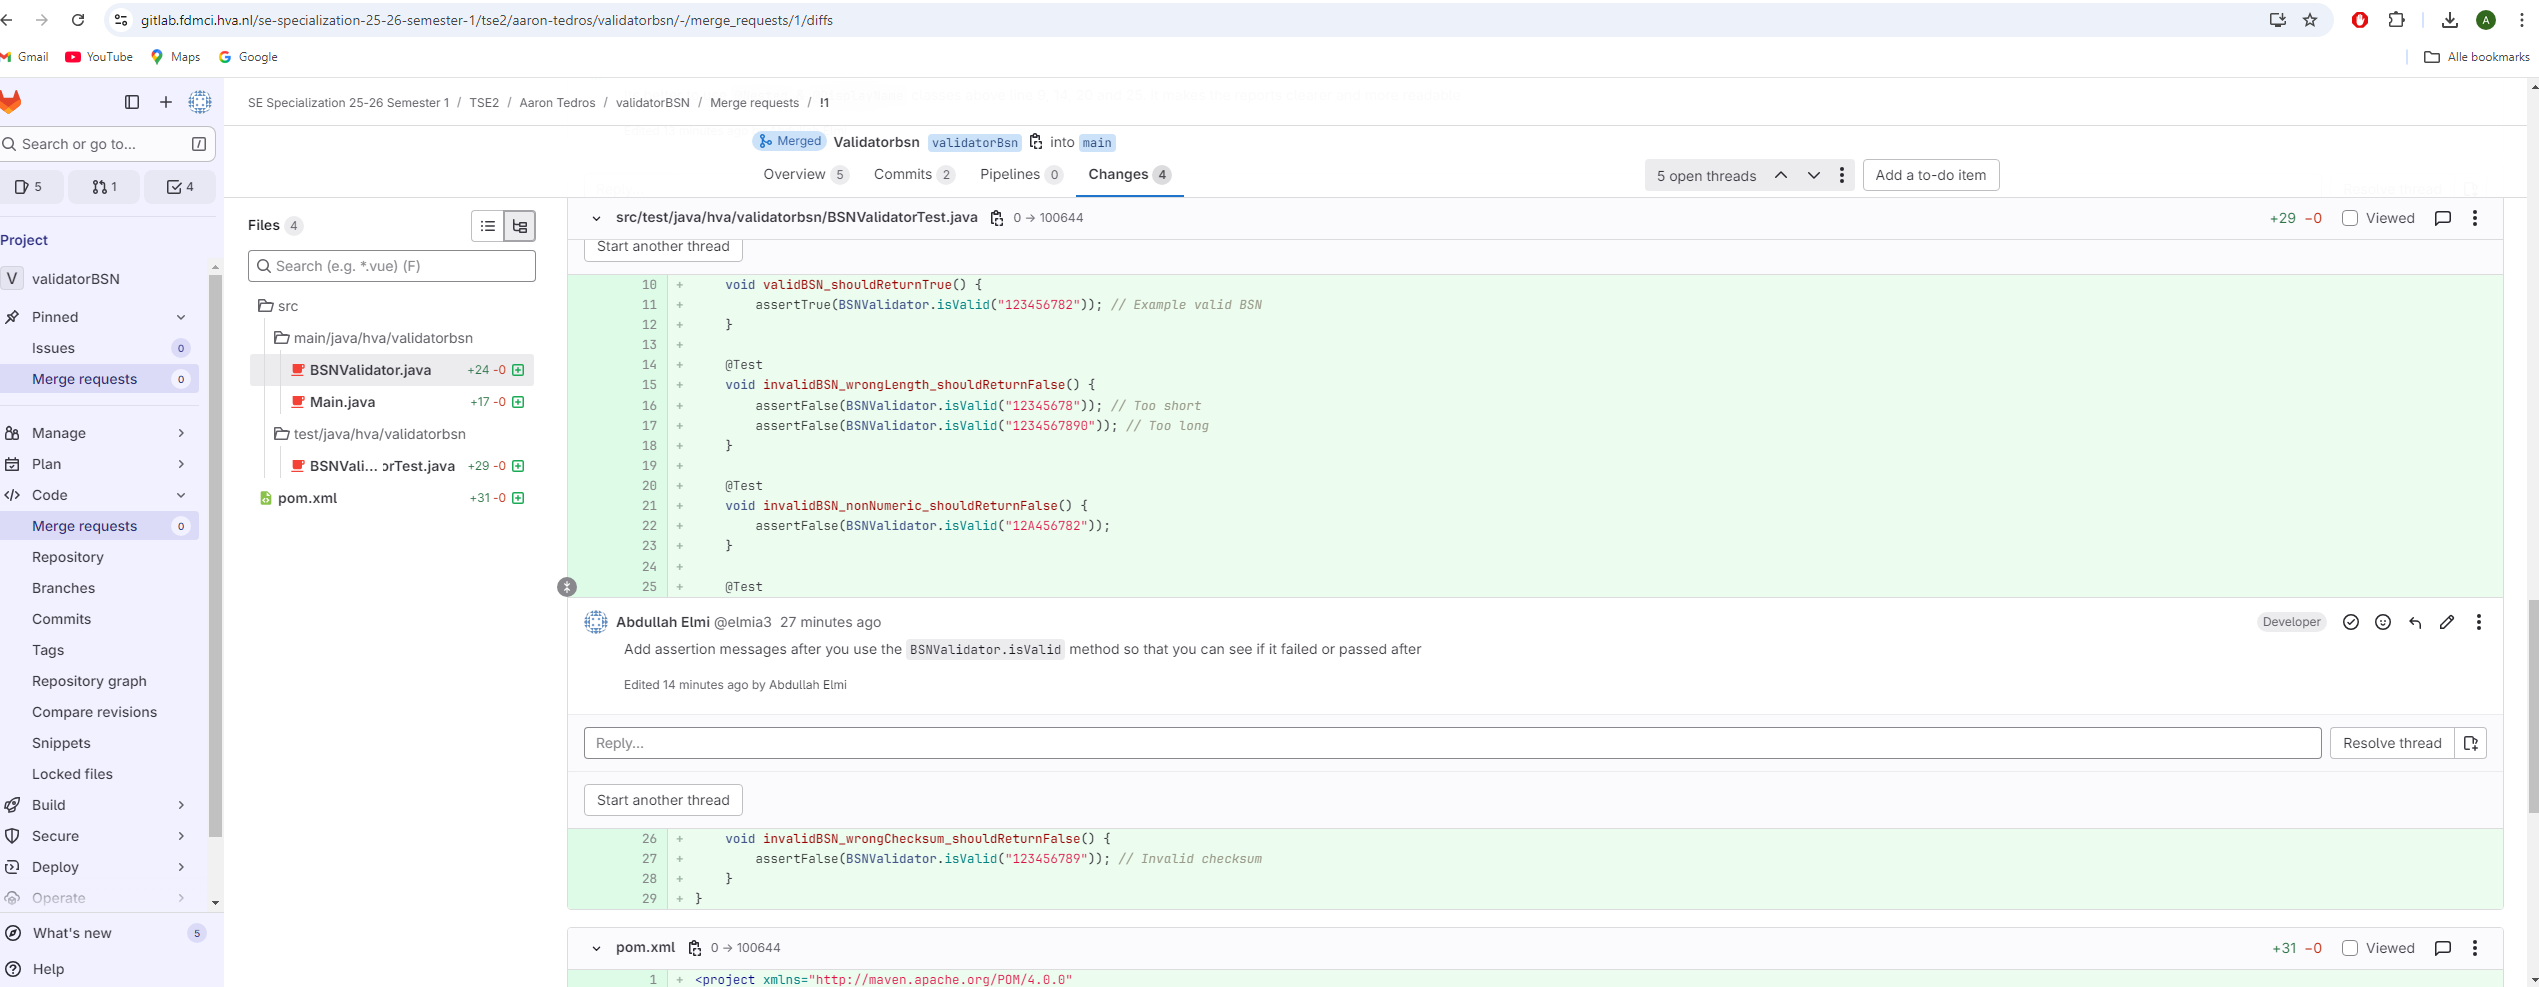 gitlab.fdmci.hva.nl/se-specialization-25-26-semester-1/tse2/aaron-tedros/validatorbsn/-/merge_requests/1/diffs
A
Gmail YouTube Maps Google Alle bookmarks
SE Specialization 25-26 Semester 1 / TSE2 / Aaron Tedros / validatorBSN / Merge requests / !1
Search or go to... /
5 1 4
Project
V validatorBSN
Pinned
Issues 0
Merge requests 0
Manage
Plan
Code
Merge requests 0
Repository
Branches
Commits
Tags
Repository graph
Compare revisions
Snippets
Locked files
Build
Secure
Deploy
Operate
What's new 5
Help
Merged Validatorbsn validatorBsn into main
Overview 5 Commits 2 Pipelines 0 Changes 4
5 open threads Add a to-do item
Files 4
Search (e.g. *.vue) (F)
src
main/java/hva/validatorbsn
BSNValidator.java +24 -0
Main.java +17 -0
test/java/hva/validatorbsn
BSNVali... orTest.java +29 -0
pom.xml +31 -0
src/test/java/hva/validatorbsn/BSNValidatorTest.java 0 → 100644 +29 −0 Viewed
Start another thread
10 + void validBSN_shouldReturnTrue() {
11 + assertTrue(BSNValidator.isValid("123456782")); // Example valid BSN
12 + }
13 +
14 + @Test
15 + void invalidBSN_wrongLength_shouldReturnFalse() {
16 + assertFalse(BSNValidator.isValid("12345678")); // Too short
17 + assertFalse(BSNValidator.isValid("1234567890")); // Too long
18 + }
19 +
20 + @Test
21 + void invalidBSN_nonNumeric_shouldReturnFalse() {
22 + assertFalse(BSNValidator.isValid("12A456782"));
23 + }
24 +
25 + @Test
Abdullah Elmi @elmia3 27 minutes ago Developer
Add assertion messages after you use the BSNValidator.isValid method so that you can see if it failed or passed after
Edited 14 minutes ago by Abdullah Elmi
Reply... Resolve thread
Start another thread
26 + void invalidBSN_wrongChecksum_shouldReturnFalse() {
27 + assertFalse(BSNValidator.isValid("123456789")); // Invalid checksum
28 + }
29 + }
pom.xml 0 → 100644 +31 −0 Viewed
1 + <project xmlns="http://maven.apache.org/POM/4.0.0"